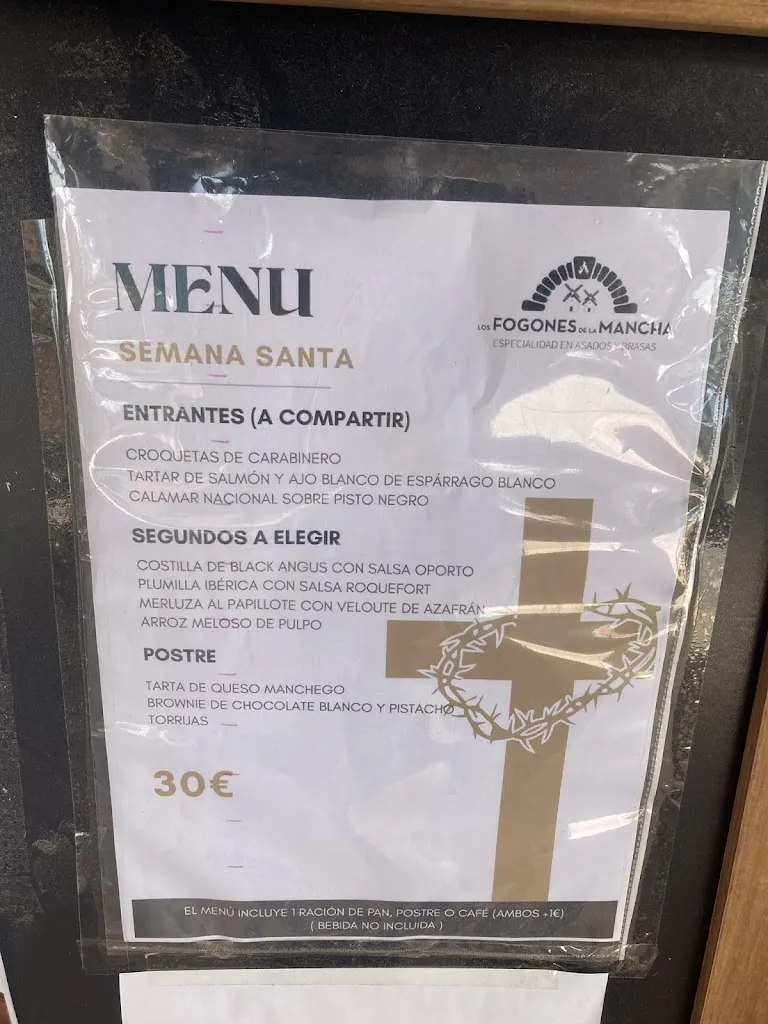 MENU
SEMANA SANTA
LOS FOGONES DE LA MANCHA
ESPECIALIDAD EN ASADOS Y BRASAS
ENTRANTES (A COMPARTIR)
CROQUETAS DE CARABINERO
TARTAR DE SALMÓN Y AJO BLANCO DE ESPÁRRAGO BLANCO
CALAMAR NACIONAL SOBRE PISTO NEGRO
SEGUNDOS A ELEGIR
COSTILLA DE BLACK ANGUS CON SALSA OPORTO
PLUMILLA IBÉRICA CON SALSA ROQUEFORT
MERLUZA AL PAPILLOTE CON VELOUTE DE AZAFRÁN
ARROZ MELOSO DE PULPO
POSTRE
TARTA DE QUESO MANCHEGO
BROWNIE DE CHOCOLATE BLANCO Y PISTACHO
TORRIJAS
30€
EL MENÚ INCLUYE 1 RACIÓN DE PAN, POSTRE O CAFÉ (AMBOS +1€)
( BEBIDA NO INCLUIDA )